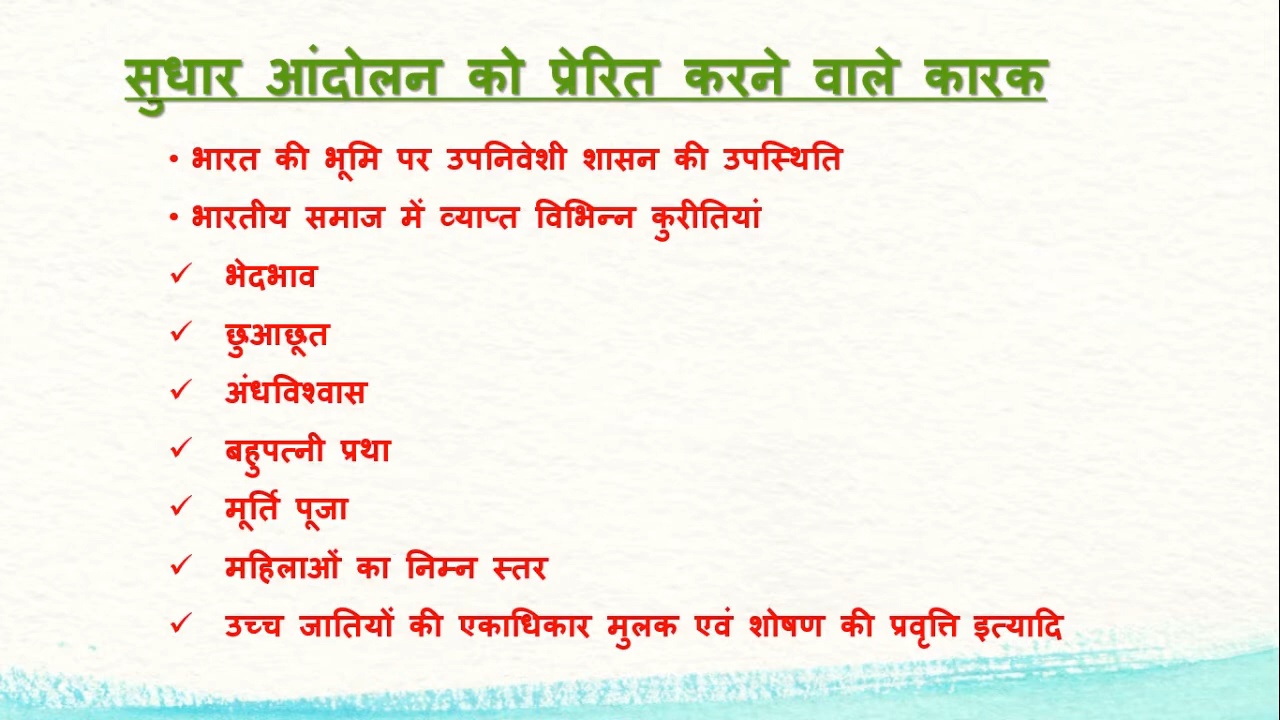 सुधार आंदोलन को प्रेरित करने वाले कारक
• भारत की भूमि पर उपनिवेशी शासन की उपस्थिति
• भारतीय समाज में व्याप्त विभिन्न कुरीतियां
✓ भेदभाव
✓ छुआछूत
✓ अंधविश्वास
✓ बहुपत्नी प्रथा
✓ मूर्ति पूजा
✓ महिलाओं का निम्न स्तर
✓ उच्च जातियों की एकाधिकार मुलक एवं शोषण की प्रवृत्ति इत्यादि